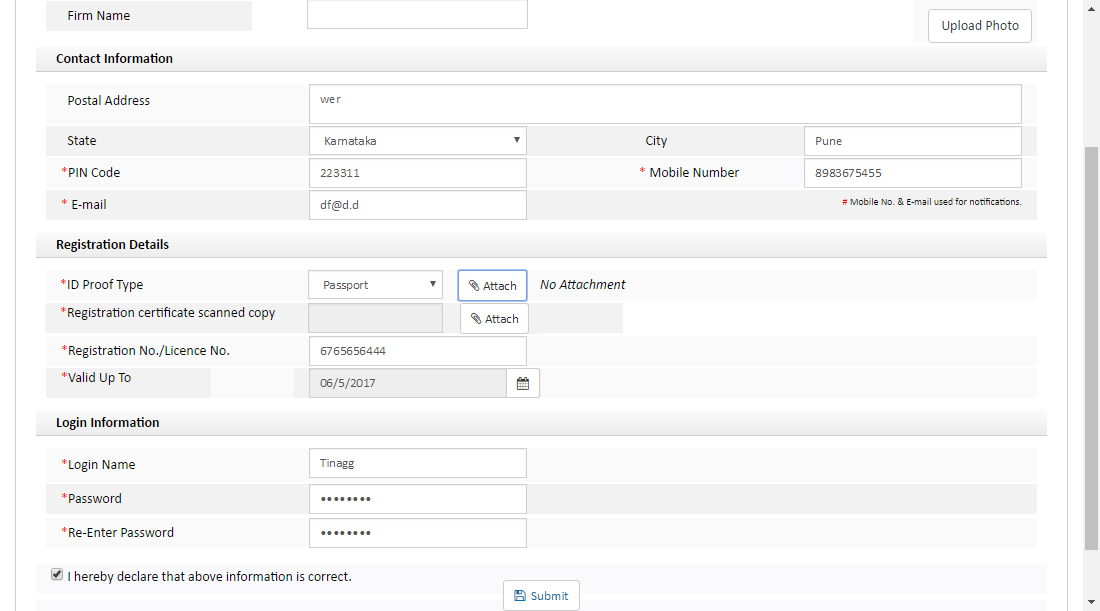 Firm Name
Upload Photo
Contact Information
Postal Address wer
State Karnataka City Pune
*PIN Code 223311 * Mobile Number 8983675455
* E-mail df@d.d # Mobile No. & E-mail used for notifications.
Registration Details
*ID Proof Type Passport Attach No Attachment
*Registration certificate scanned copy Attach
*Registration No./Licence No. 6765656444
*Valid Up To 06/5/2017
Login Information
*Login Name Tinagg
*Password ••••••••
*Re-Enter Password ••••••••
I hereby declare that above information is correct.
Submit